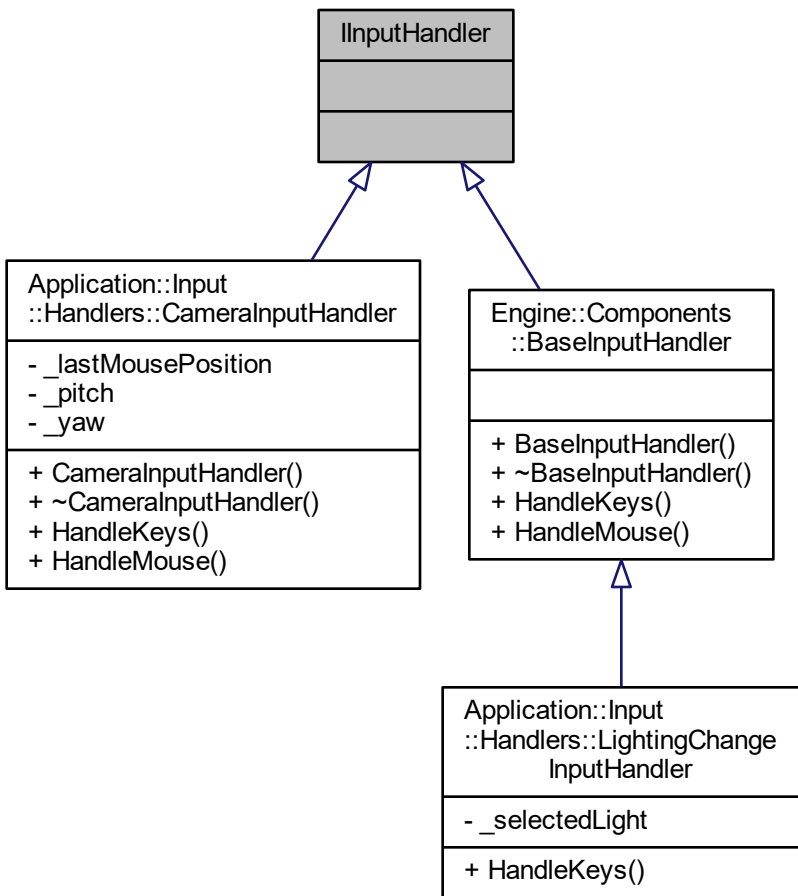 IInputHandler
Application::Input
::Handlers::CameraInputHandler
- _lastMousePosition
- _pitch
- _yaw
+ CameraInputHandler()
+ ~CameraInputHandler()
+ HandleKeys()
+ HandleMouse()
Engine::Components
::BaseInputHandler
+ BaseInputHandler()
+ ~BaseInputHandler()
+ HandleKeys()
+ HandleMouse()
Application::Input
::Handlers::LightingChange
InputHandler
- _selectedLight
+ HandleKeys()